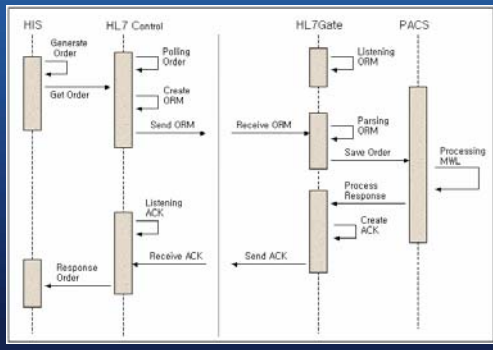 HIS
HL7 Control
HL7Gate
PACS
Generate
Order
Get Order
Polling
Order
Create
ORM
Send ORM
Listening
ORM
Receive ORM
Parsing
ORM
Save Order
Processing
MWL
Process
Response
Create
ACK
Send ACK
Listening
ACK
Receive ACK
Response
Order